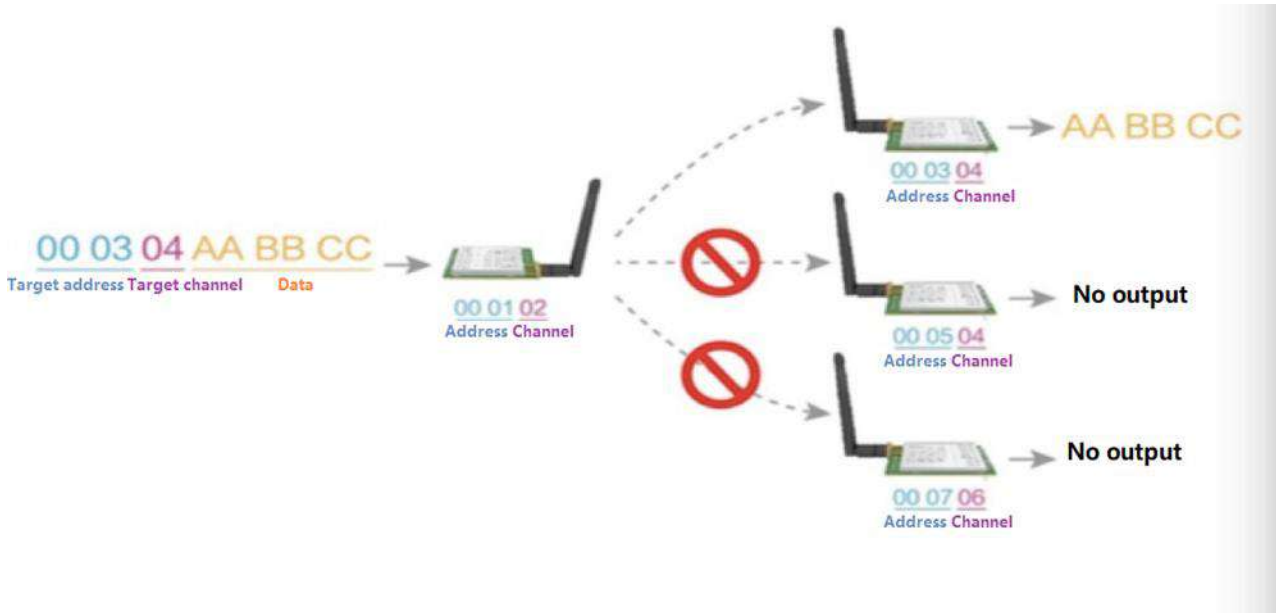 00 03 04 AA BB CC
Target address Target channel Data
00 01 02
Address Channel
AA BB CC
00 03 04
Address Channel
No output
00 05 04
Address Channel
No output
00 07 06
Address Channel